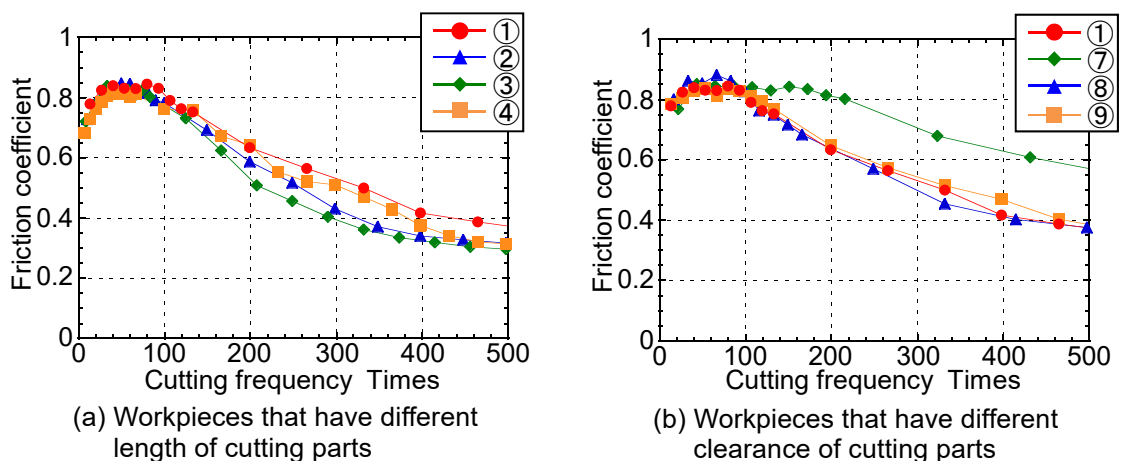 1
0.8
0.6
0.4
0.2
0
Friction coefficient
0 100 200 300 400 500
Cutting frequency Times
①
②
③
④
(a) Workpieces that have different
length of cutting parts
1
0.8
0.6
0.4
0.2
0
Friction coefficient
0 100 200 300 400 500
Cutting frequency Times
①
⑦
⑧
⑨
(b) Workpieces that have different
clearance of cutting parts